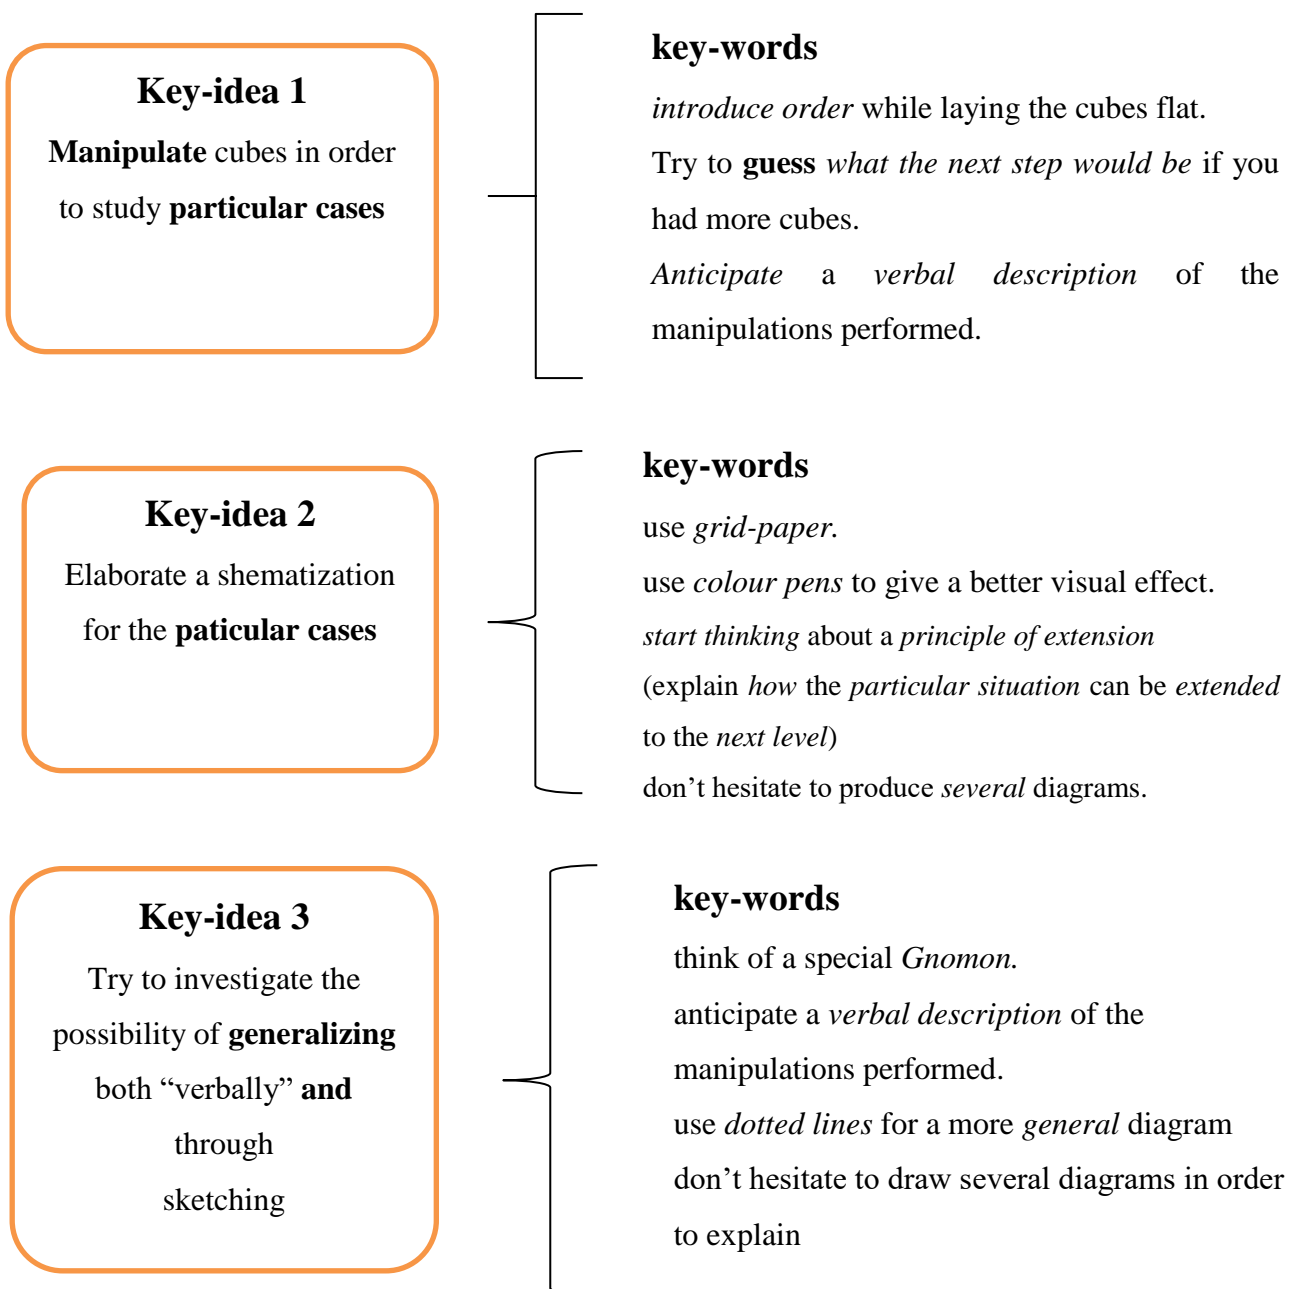 Key-idea 1
Manipulate cubes in order
to study particular cases
key-words
introduce order while laying the cubes flat.
Try to guess what the next step would be if you
had more cubes.
Anticipate a verbal description of the
manipulations performed.
Key-idea 2
Elaborate a shematization
for the paticular cases
key-words
use grid-paper.
use colour pens to give a better visual effect.
start thinking about a principle of extension
(explain how the particular situation can be extended
to the next level)
don’t hesitate to produce several diagrams.
Key-idea 3
Try to investigate the
possibility of generalizing
both “verbally” and
through
sketching
key-words
think of a special Gnomon.
anticipate a verbal description of the
manipulations performed.
use dotted lines for a more general diagram
don’t hesitate to draw several diagrams in order
to explain